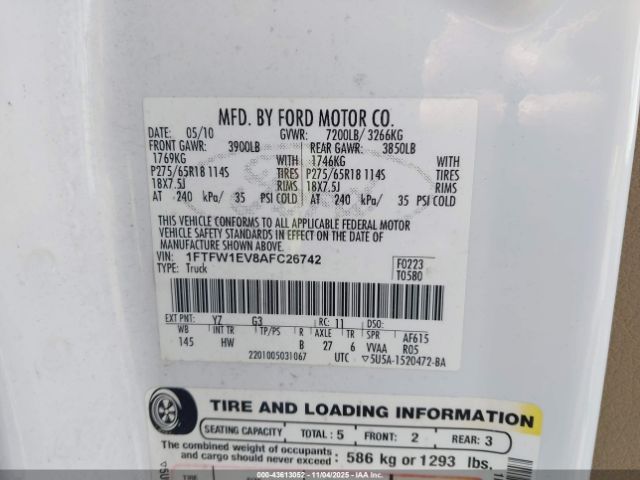 MFD. BY FORD MOTOR CO.
DATE: 05/10 GVWR: 7200LB/ 3266KG
FRONT GAWR: 3900LB REAR GAWR: 3850LB
1769KG WITH 1746KG WITH
P275/65R18 114S TIRES P275/65R18 114S TIRES
18X7.5J RIMS 18X7.5J RIMS
AT 240 kPa/ 35 PSI COLD AT 240 kPa/ 35 PSI COLD
THIS VEHICLE CONFORMS TO ALL APPLICABLE FEDERAL MOTOR
VEHICLE SAFETY STANDARDS IN EFFECT ON THE DATE OF
MANUFACTURE SHOWN ABOVE.
VIN: 1FTFW1EV8AFC26742 F0223
TYPE: Truck T0580
EXT PNT: YZ G3 RC: 11 DSO:
WB INT TR TP/PS R AXLE TR SPR AF615
145 HW B 27 6 VVAA R05
2201005031067 UTC ▽5U5A-1520472-BA
TIRE AND LOADING INFORMATION
SEATING CAPACITY TOTAL: 5 FRONT: 2 REAR: 3
The combined weight of occupants
and cargo should never exceed: 586 kg or 1293 lbs.
000-43613052 - 11/04/2025 - IAA Inc.